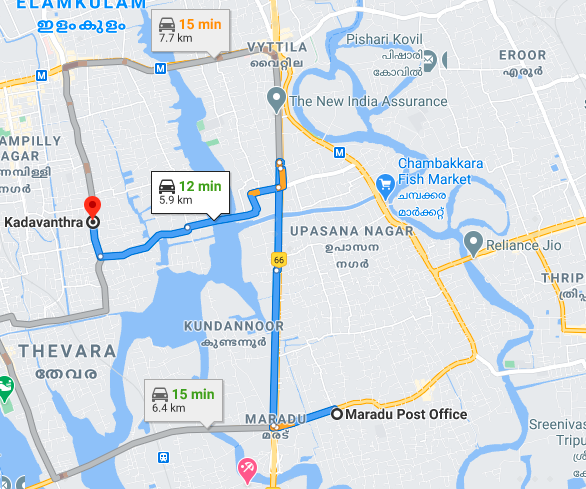 ELAMKULAM
ഇളംകുളം
15 min
7.7 km
M
VYTTILA
വൈറ്റില
Pishari Kovil
പിഷാരി
കോവിൽ
EROOR
എരൂർ
M
The New India Assurance
AMPILLY
AGAR
നഗർ
M
Chambakkara
Fish Market
ചമ്പക്കര
മാർക്കറ്റ്
12 min
5.9 km
Kadavanthra
UPASANA NAGAR
ഉപാസന
നഗർ
Reliance Jio
66
THRIP
KUNDANNOOR
കുണ്ടന്നൂർ
THEVARA
തേവര
15 min
6.4 km
MARADU
മരട്
Maradu Post Office
Sreenivas
Tripu